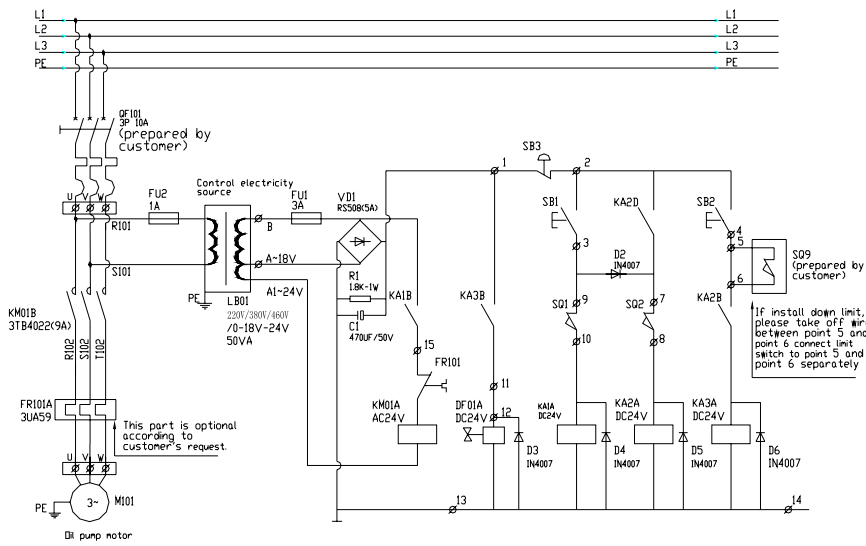 L1
L2
L3
PE
L1
L2
L3
PE
QF101
3P 10A
(prepared by
customer)
U V W
FU2
1A
Control electricity
source
FU1
3A
VD1
RS508(5A)
1
SB3
2
R101
S101
B
A~18V
A1~24V
PE
LB01
220V/380V/460V
/0-18V-24V
50VA
R1
1.8K-1W
C1
470UF/50V
KA1B
15
FR101
KM01A
AC24V
KA3B
11
12
DF01A
DC24V
D3
IN4007
SB1
3
KA2D
D2
IN4007
SQ1
9
10
SQ2
7
8
KA1A
DC24V
D4
IN4007
KA2A
DC24V
D5
IN4007
SB2
4
5
6
SQ9
(prepared by
customer)
KA2B
KA3A
DC24V
D6
IN4007
If install down limit,
please take off wire
between point 5 and
point 6 connect limit
switch to point 5 and
point 6 separately
KM01B
3TB4022(9A)
R102
S102
T102
FR101A
3UA59
This part is optional
according to
customer's request.
U V W
3~
M101
PE
Oil pump motor
13
14